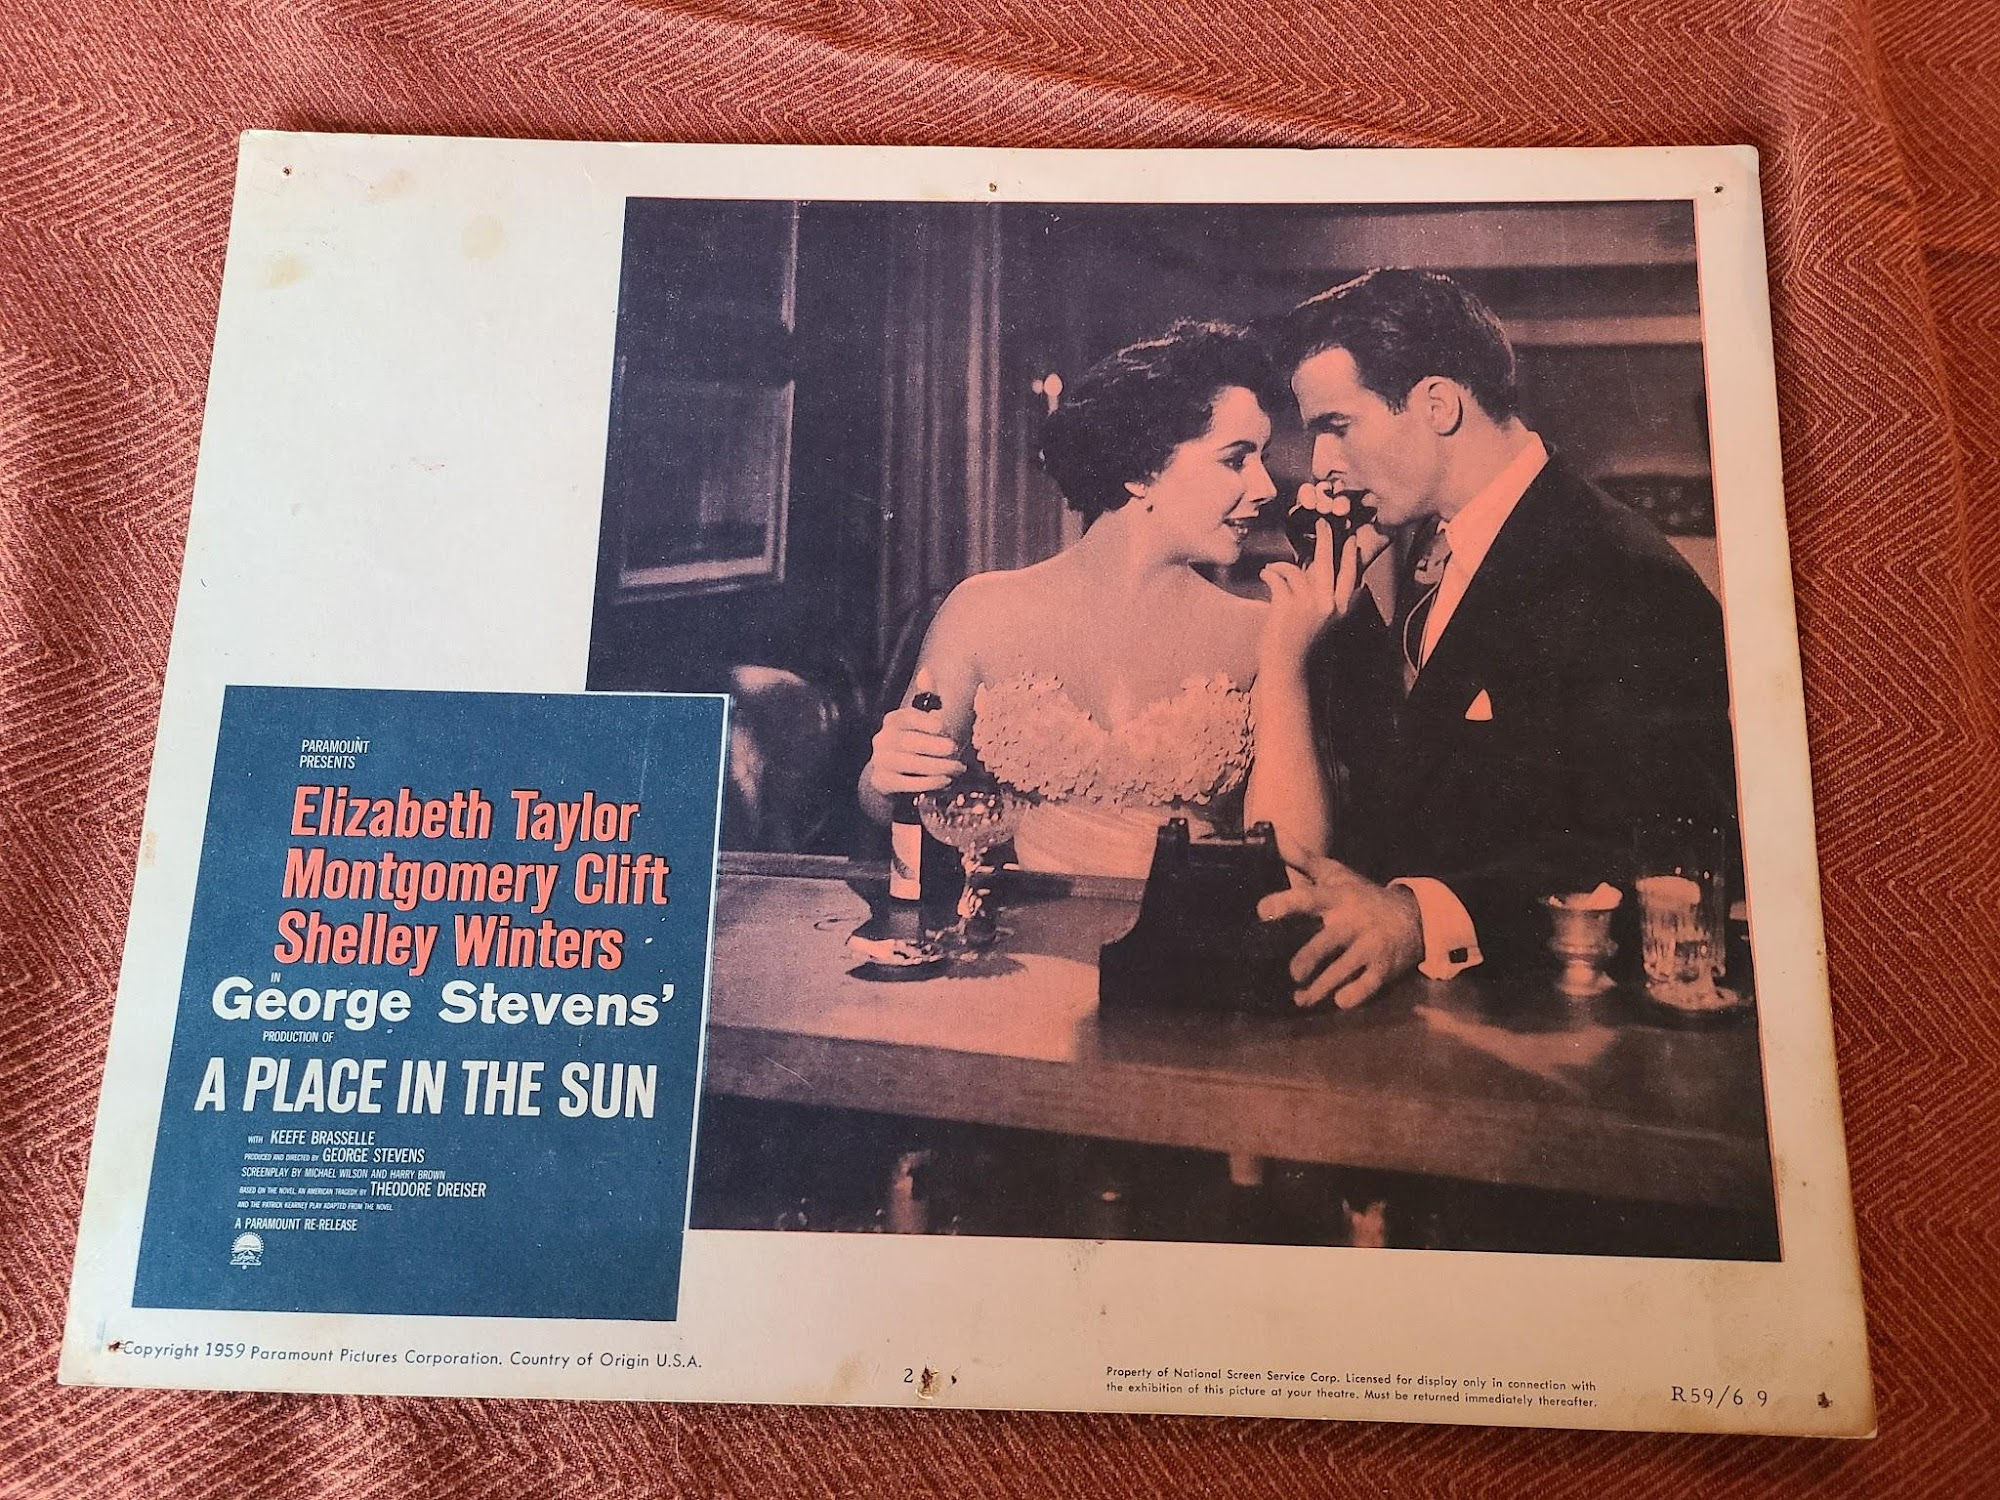 PARAMOUNT
PRESENTS
Elizabeth Taylor
Montgomery Clift
Shelley Winters
IN
George Stevens'
PRODUCTION OF
A PLACE IN THE SUN
WITH KEEFE BRASSELLE
PRODUCED AND DIRECTED BY GEORGE STEVENS
SCREENPLAY BY MICHAEL WILSON AND HARRY BROWN
BASED ON THE NOVEL, AN AMERICAN TRAGEDY, BY THEODORE DREISER
AND THE PATRICK KEARNEY PLAY ADAPTED FROM THE NOVEL
A PARAMOUNT RE-RELEASE
Copyright 1959 Paramount Pictures Corporation. Country of Origin U.S.A.
2
Property of National Screen Service Corp. Licensed for display only in connection with
the exhibition of this picture at your theatre. Must be returned immediately thereafter.
R59/6 9